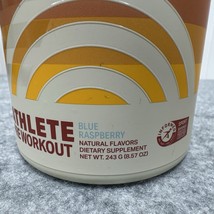 THLETE
E WORKOUT
BLUE
RASPBERRY
NATURAL FLAVORS
DIETARY SUPPLEMENT
NET WT. 243 G (8.57 OZ)